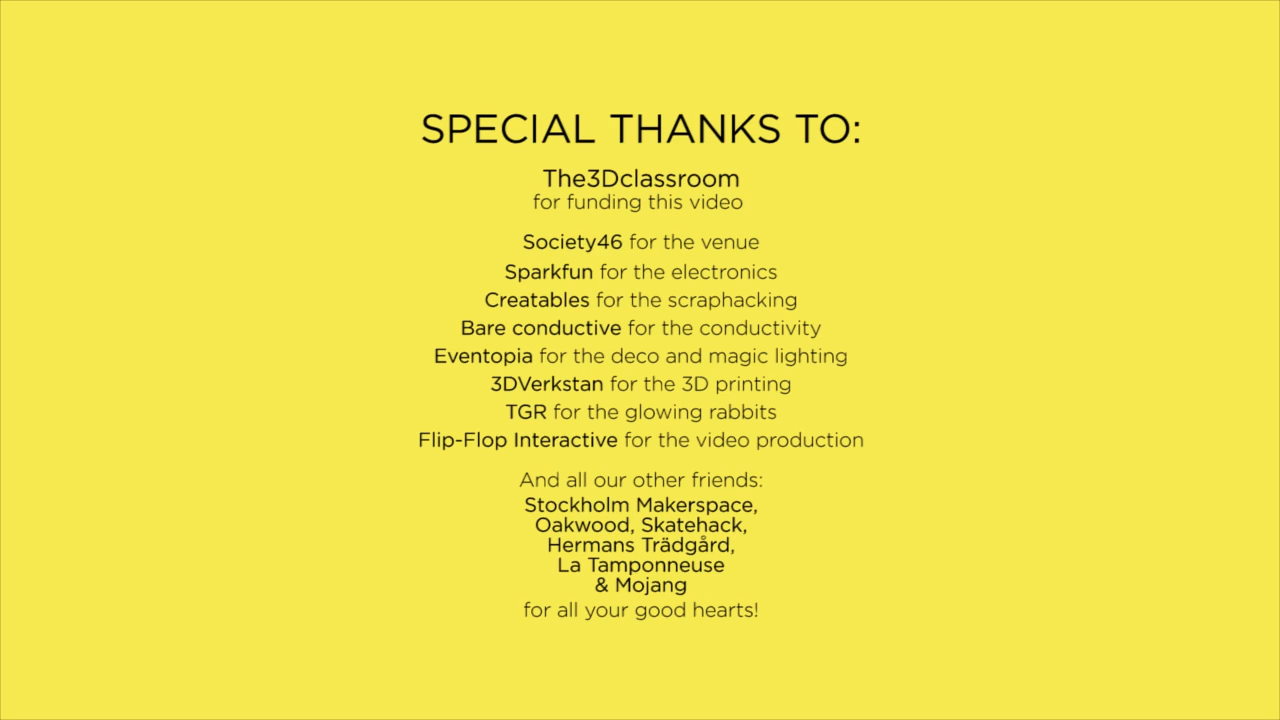 SPECIAL THANKS TO:
The3Dclassroom
for funding this video
Society46 for the venue
Sparkfun for the electronics
Creatables for the scraphacking
Bare conductive for the conductivity
Eventopia for the deco and magic lighting
3DVerkstan for the 3D printing
TGR for the glowing rabbits
Flip-Flop Interactive for the video production
And all our other friends:
Stockholm Makerspace,
Oakwood, Skatehack,
Hermans Trädgård,
La Tamponneuse
& Mojang
for all your good hearts!